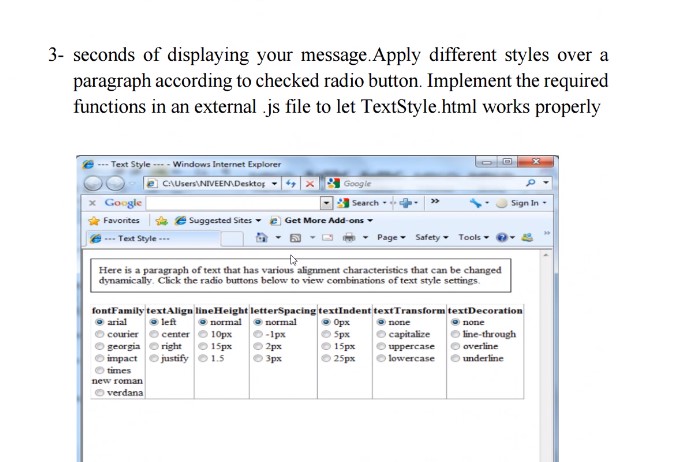 3- seconds of displaying your message.Apply different styles over a
paragraph according to checked radio button. Implement the required
functions in an external .js file to let TextStyle.html works properly
--- Text Style --- - Windows Internet Explorer
C:\Users\NIVEEN\Desktop Google
x Google Search » Sign In
Favorites Suggested Sites Get More Add-ons
--- Text Style --- Page Safety Tools »
Here is a paragraph of text that has various alignment characteristics that can be changed
dynamically. Click the radio buttons below to view combinations of text style settings.
fontFamily textAlign lineHeight letterSpacing textIndent textTransform textDecoration
arial left normal normal 0px none none
courier center 10px -1px 5px capitalize line-through
georgia right 15px 2px 15px uppercase overline
impact justify 1.5 3px 25px lowercase underline
times
new roman
verdana